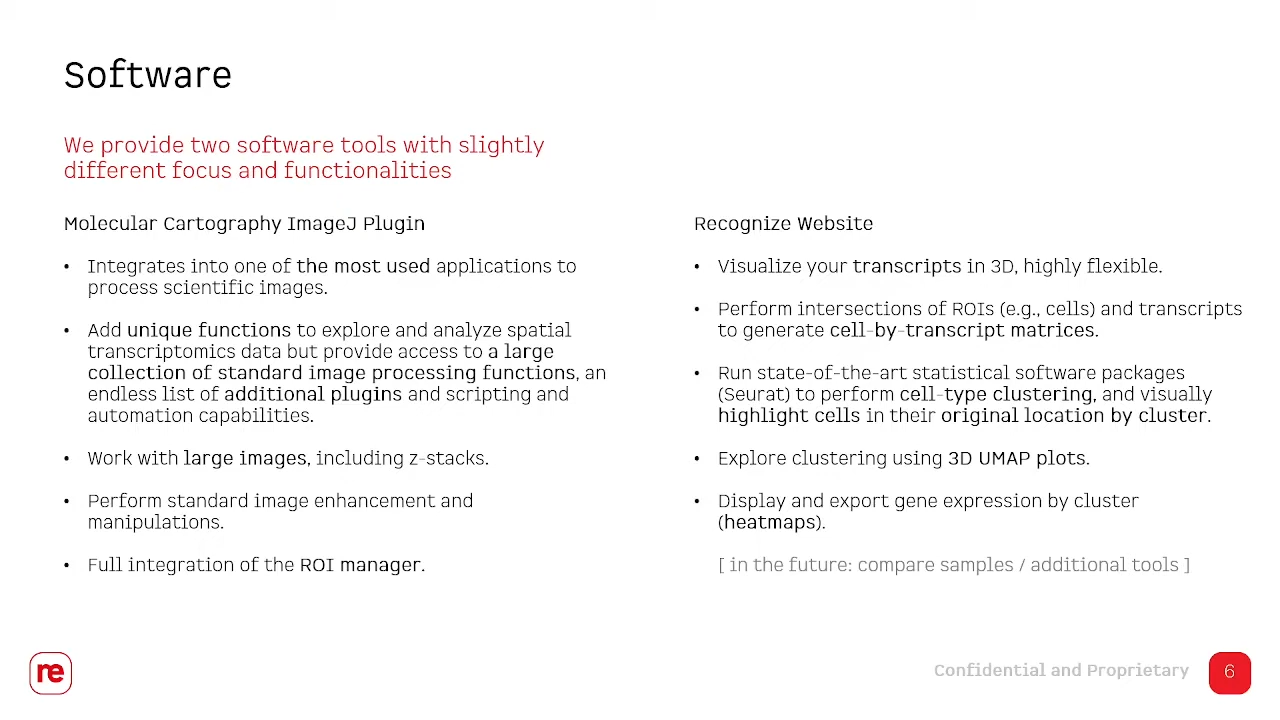 Software
We provide two software tools with slightly
different focus and functionalities
Molecular Cartography ImageJ Plugin
• Integrates into one of the most used applications to
process scientific images.
• Add unique functions to explore and analyze spatial
transcriptomics data but provide access to a large
collection of standard image processing functions, an
endless list of additional plugins and scripting and
automation capabilities.
• Work with large images, including z-stacks.
• Perform standard image enhancement and
manipulations.
• Full integration of the ROI manager.
Recognize Website
• Visualize your transcripts in 3D, highly flexible.
• Perform intersections of ROIs (e.g., cells) and transcripts
to generate cell-by-transcript matrices.
• Run state-of-the-art statistical software packages
(Seurat) to perform cell-type clustering, and visually
highlight cells in their original location by cluster.
• Explore clustering using 3D UMAP plots.
• Display and export gene expression by cluster
(heatmaps).
[ in the future: compare samples / additional tools ]
re
Confidential and Proprietary
6